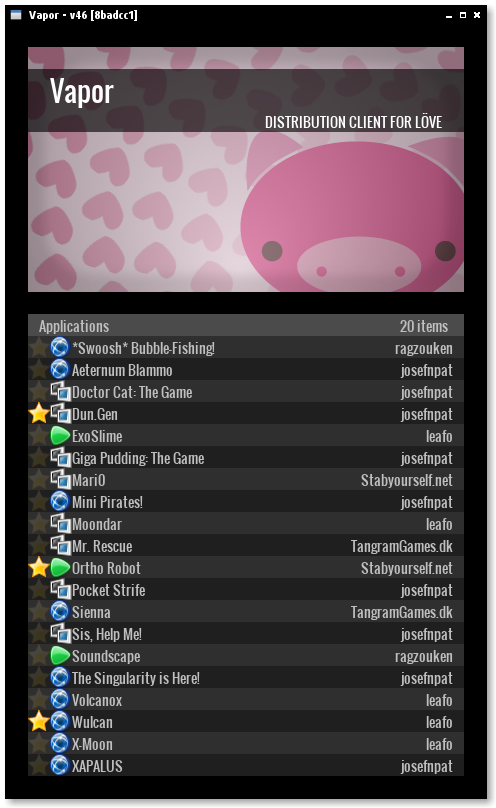 Vapor - v46 [8badcc1]
Vapor
DISTRIBUTION CLIENT FOR LÖVE
Applications 20 items
*Swoosh* Bubble-Fishing! ragzouken
Aeternum Blammo josefnpat
Doctor Cat: The Game josefnpat
Dun.Gen josefnpat
ExoSlime leafo
Giga Pudding: The Game josefnpat
Mari0 Stabyourself.net
Mini Pirates! josefnpat
Moondar leafo
Mr. Rescue TangramGames.dk
Ortho Robot Stabyourself.net
Pocket Strife josefnpat
Sienna TangramGames.dk
Sis, Help Me! josefnpat
Soundscape ragzouken
The Singularity is Here! josefnpat
Volcanox leafo
Wulcan leafo
X-Moon leafo
XAPALUS josefnpat